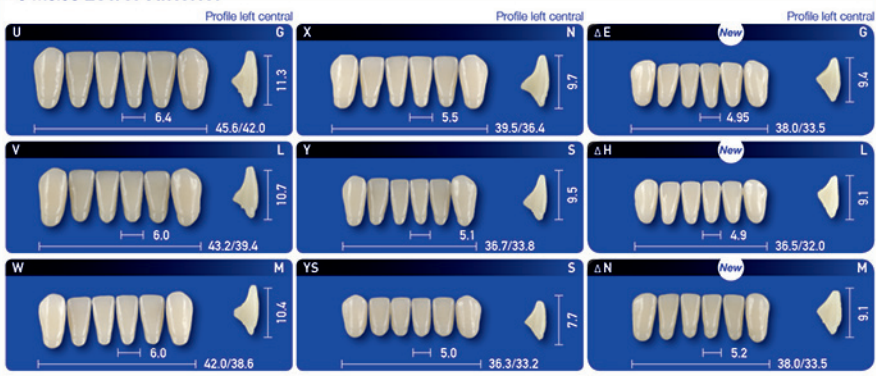 Profile left central Profile left central Profile left central
U G
11.3
6.4
45.6/42.0
X N
9.7
5.5
39.5/36.4
Δ E New G
9.4
4.95
38.0/33.5
V L
10.7
6.0
43.2/39.4
Y S
9.5
5.1
36.7/33.8
Δ H New L
9.1
4.9
36.5/32.0
W M
10.4
6.0
42.0/38.6
YS S
7.7
5.0
36.3/33.2
Δ N New M
9.1
5.2
38.0/33.5